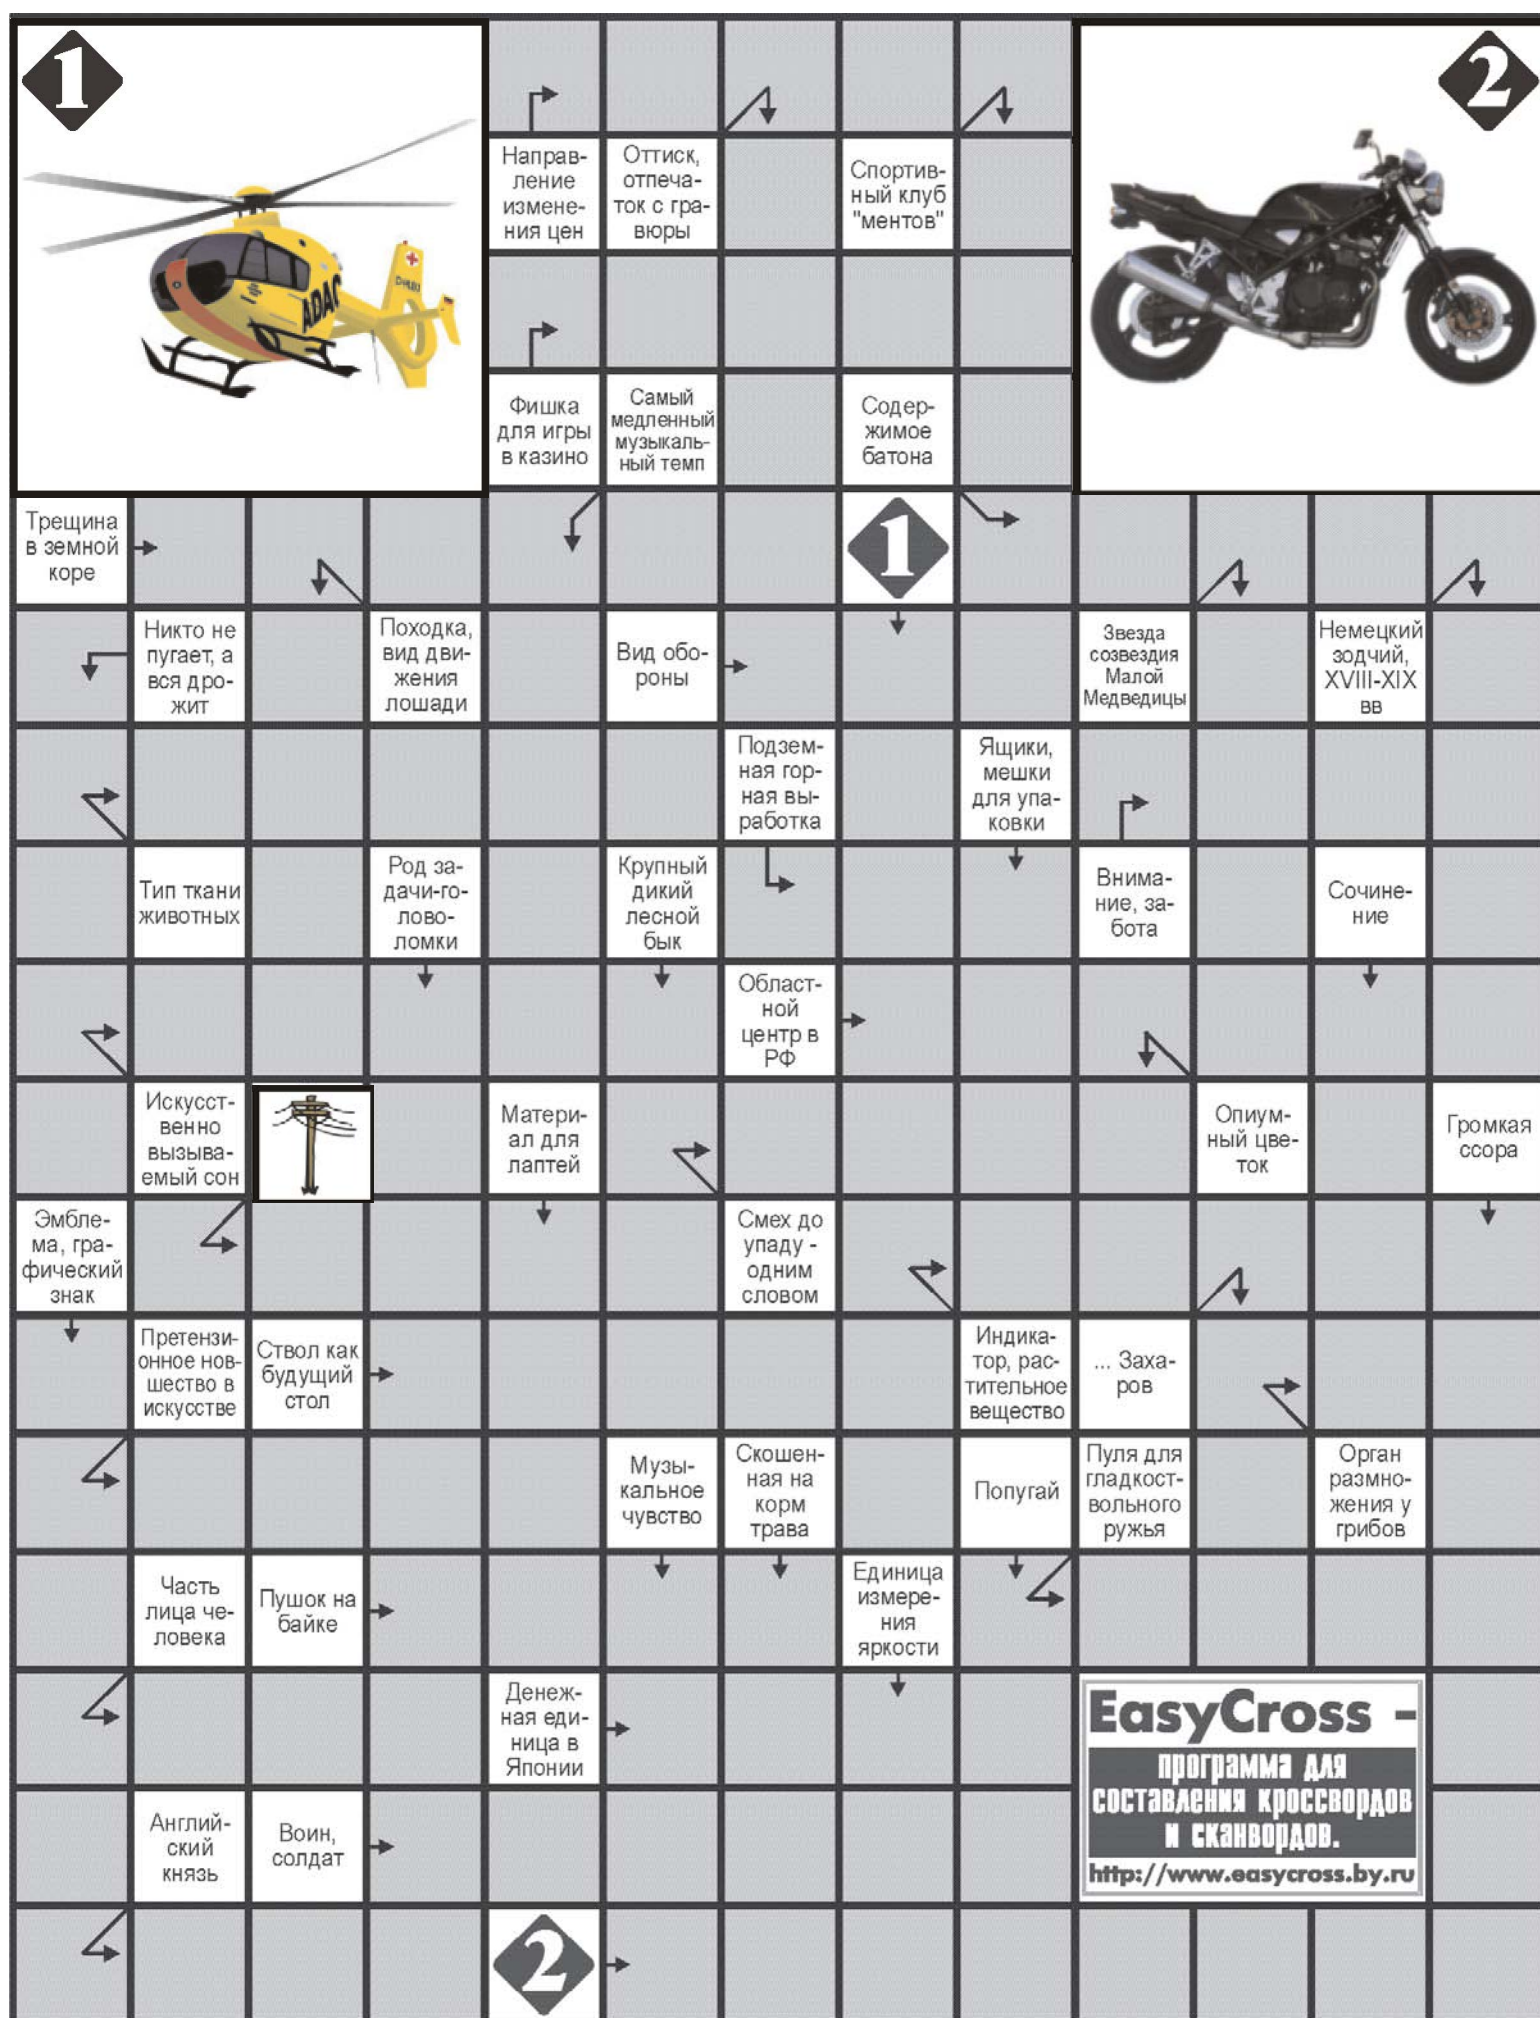 1
2
Направ-
ление
измене-
ния цен
Оттиск,
отпеча-
ток с гра-
вюры
Спортив-
ный клуб
"ментов"
ADAC
Фишка
для игры
в казино
Самый
медленный
музыкаль-
ный темп
Содер-
жимое
батона
Трещина
в земной
коре
1
Никто не
пугает, а
вся дро-
жит
Походка,
вид дви-
жения
лошади
Вид обо-
роны
Звезда
созвездия
Малой
Медведицы
Немецкий
зодчий,
XVIII-XIX
вв
Подзем-
ная гор-
ная вы-
работка
Ящики,
мешки
для упа-
ковки
Тип ткани
животных
Род за-
дачи-го-
лово-
ломки
Крупный
дикий
лесной
бык
Внима-
ние, за-
бота
Сочине-
ние
Област-
ной
центр в
РФ
Искусст-
венно
вызыва-
емый сон
Матери-
ал для
лаптей
Опиум-
ный цве-
ток
Громкая
ссора
Эмбле-
ма, гра-
фический
знак
Смех до
упаду -
одним
словом
Претензи-
онное нов-
шество в
искусстве
Ствол как
будущий
стол
Индика-
тор, рас-
тительное
вещество
... Заха-
ров
Музы-
кальное
чувство
Скошен-
ная на
корм
трава
Попугай
Пуля для
гладкост-
вольного
ружья
Орган
размно-
жения у
грибов
Часть
лица че-
ловека
Пушок на
байке
Единица
измере-
ния
яркости
Денеж-
ная еди-
ница в
Японии
EasyCross -
программа для
составления кроссвордов
и сканвордов.
http://www.easycross.by.ru
Англий-
ский
князь
Воин,
солдат
2